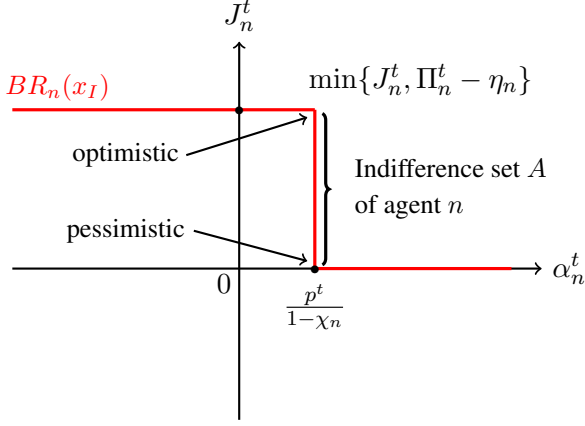 J_n^t
BR_n(x_I)
min{J_n^t, Π_n^t − η_n}
optimistic
Indifference set A
of agent n
pessimistic
0
p^t
1−χ_n
α_n^t